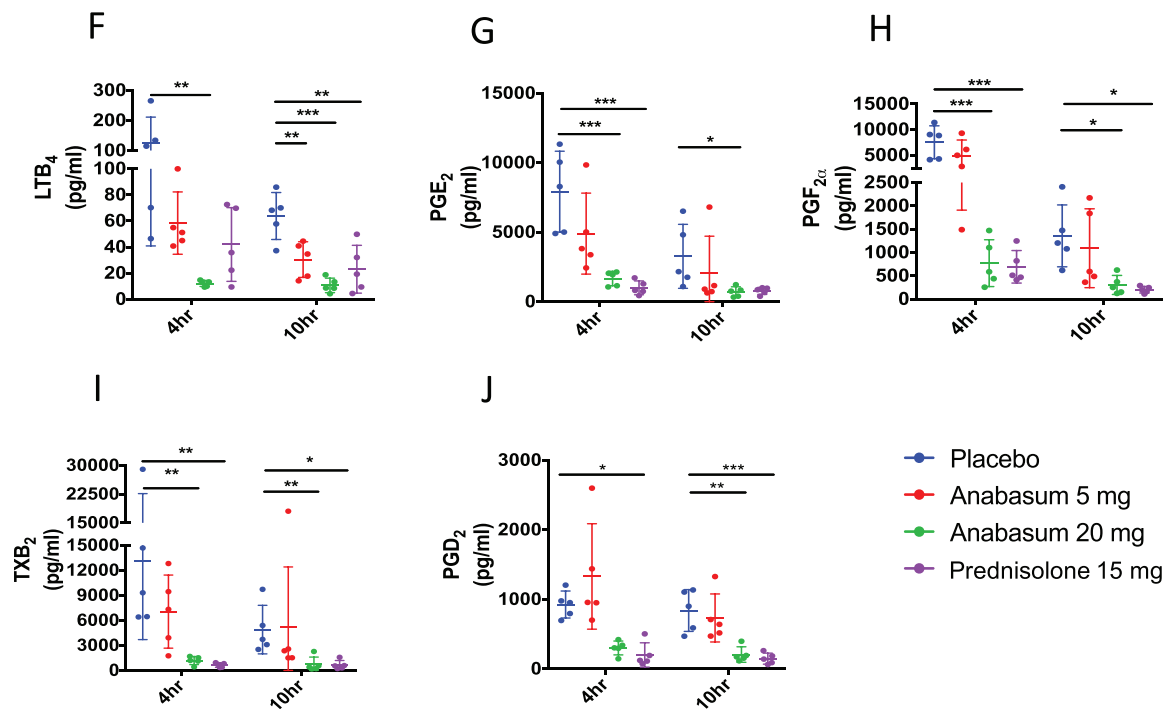 F
LTB4
(pg/ml)
300
200
100
100
80
60
40
20
0
**
**
***
**
4hr
10hr
G
PGE2
(pg/ml)
15000
10000
5000
0
***
***
*
4hr
10hr
H
PGF2α
(pg/ml)
15000
10000
5000
2500
2000
1500
1000
500
0
***
***
*
*
4hr
10hr
I
TXB2
(pg/ml)
30000
22500
15000
15000
12000
9000
6000
3000
0
**
**
*
**
4hr
10hr
J
PGD2
(pg/ml)
3000
2000
1000
0
*
***
**
4hr
10hr
Placebo
Anabasum 5 mg
Anabasum 20 mg
Prednisolone 15 mg